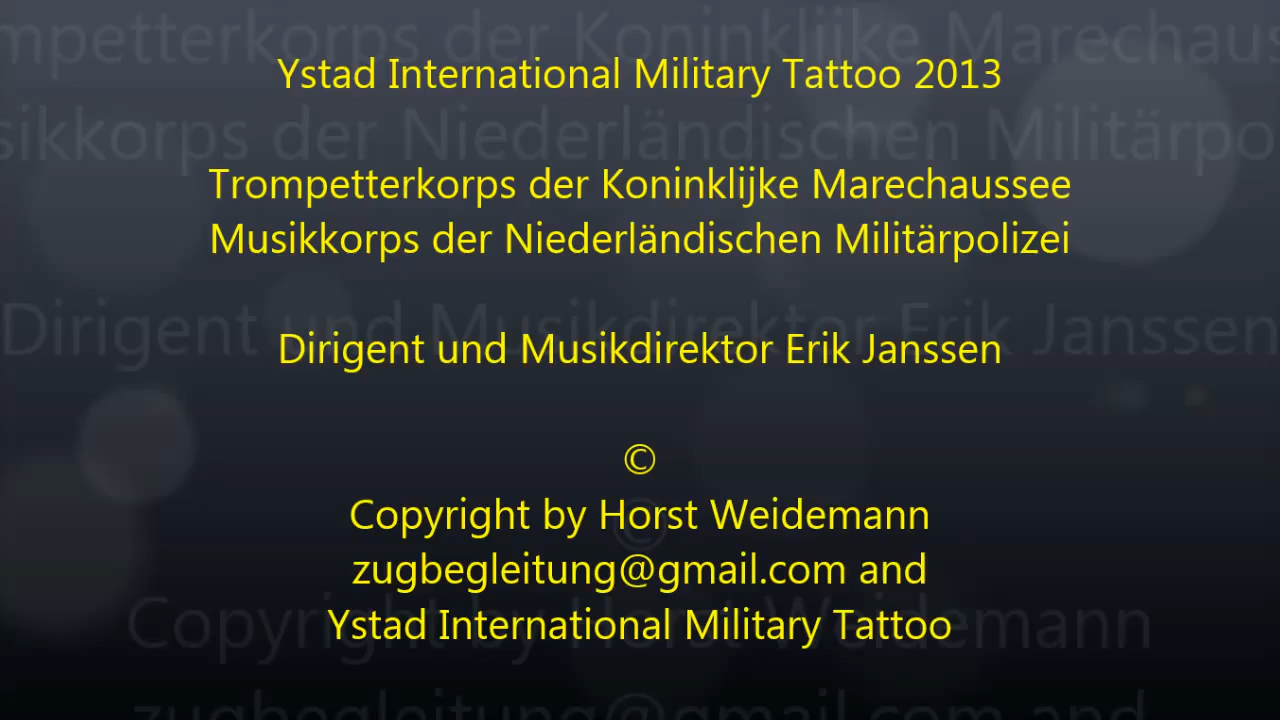 Ystad International Military Tattoo 2013
Trompetterkorps der Koninklijke Marechaussee
Musikkorps der Niederländischen Militärpolizei
Dirigent und Musikdirektor Erik Janssen
©
Copyright by Horst Weidemann
zugbegleitung@gmail.com and
Ystad International Military Tattoo